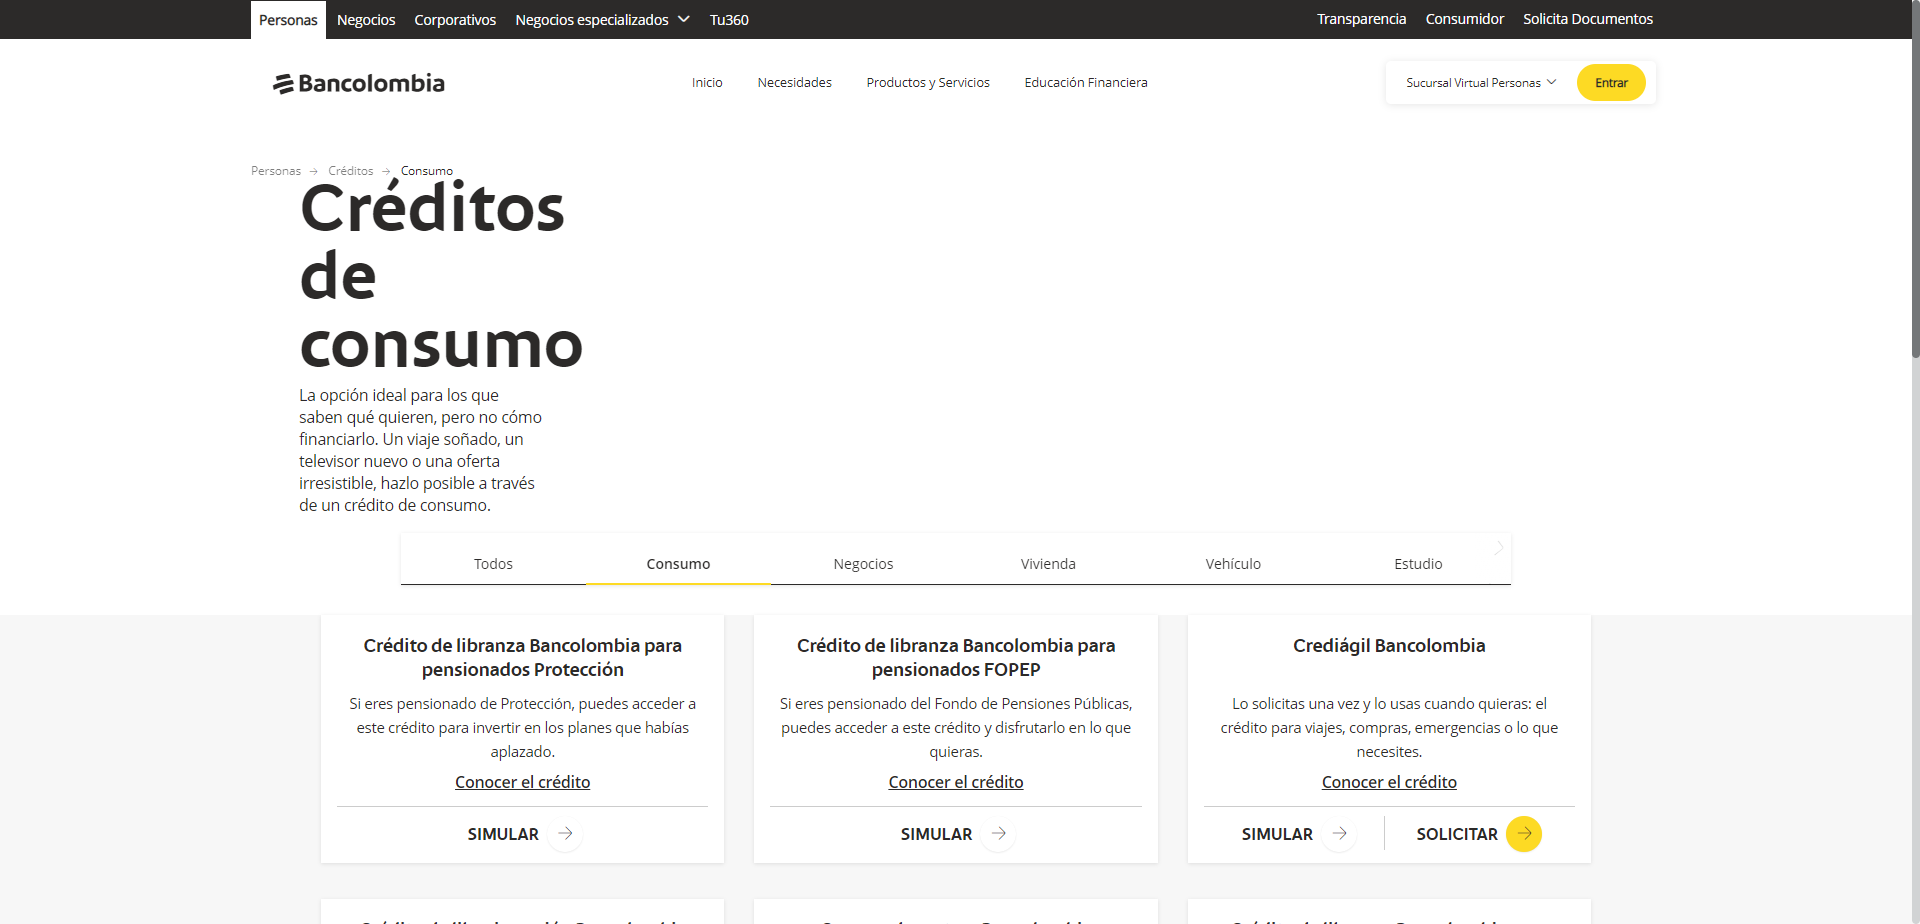 Personas Negocios Corporativos Negocios especializados Tu360 Transparencia Consumidor Solicita Documentos
Bancolombia Inicio Necesidades Productos y Servicios Educación Financiera Sucursal Virtual Personas Entrar
Personas Créditos Consumo
Créditos
de
consumo
La opción ideal para los que
saben qué quieren, pero no cómo
financiarlo. Un viaje soñado, un
televisor nuevo o una oferta
irresistible, hazlo posible a través
de un crédito de consumo.
Todos Consumo Negocios Vivienda Vehículo Estudio
Crédito de libranza Bancolombia para
pensionados Protección
Si eres pensionado de Protección, puedes acceder a
este crédito para invertir en los planes que habías
aplazado.
Conocer el crédito
SIMULAR
Crédito de libranza Bancolombia para
pensionados FOPEP
Si eres pensionado del Fondo de Pensiones Públicas,
puedes acceder a este crédito y disfrutarlo en lo que
quieras.
Conocer el crédito
SIMULAR
Crediágil Bancolombia
Lo solicitas una vez y lo usas cuando quieras: el
crédito para viajes, compras, emergencias o lo que
necesites.
Conocer el crédito
SIMULAR SOLICITAR